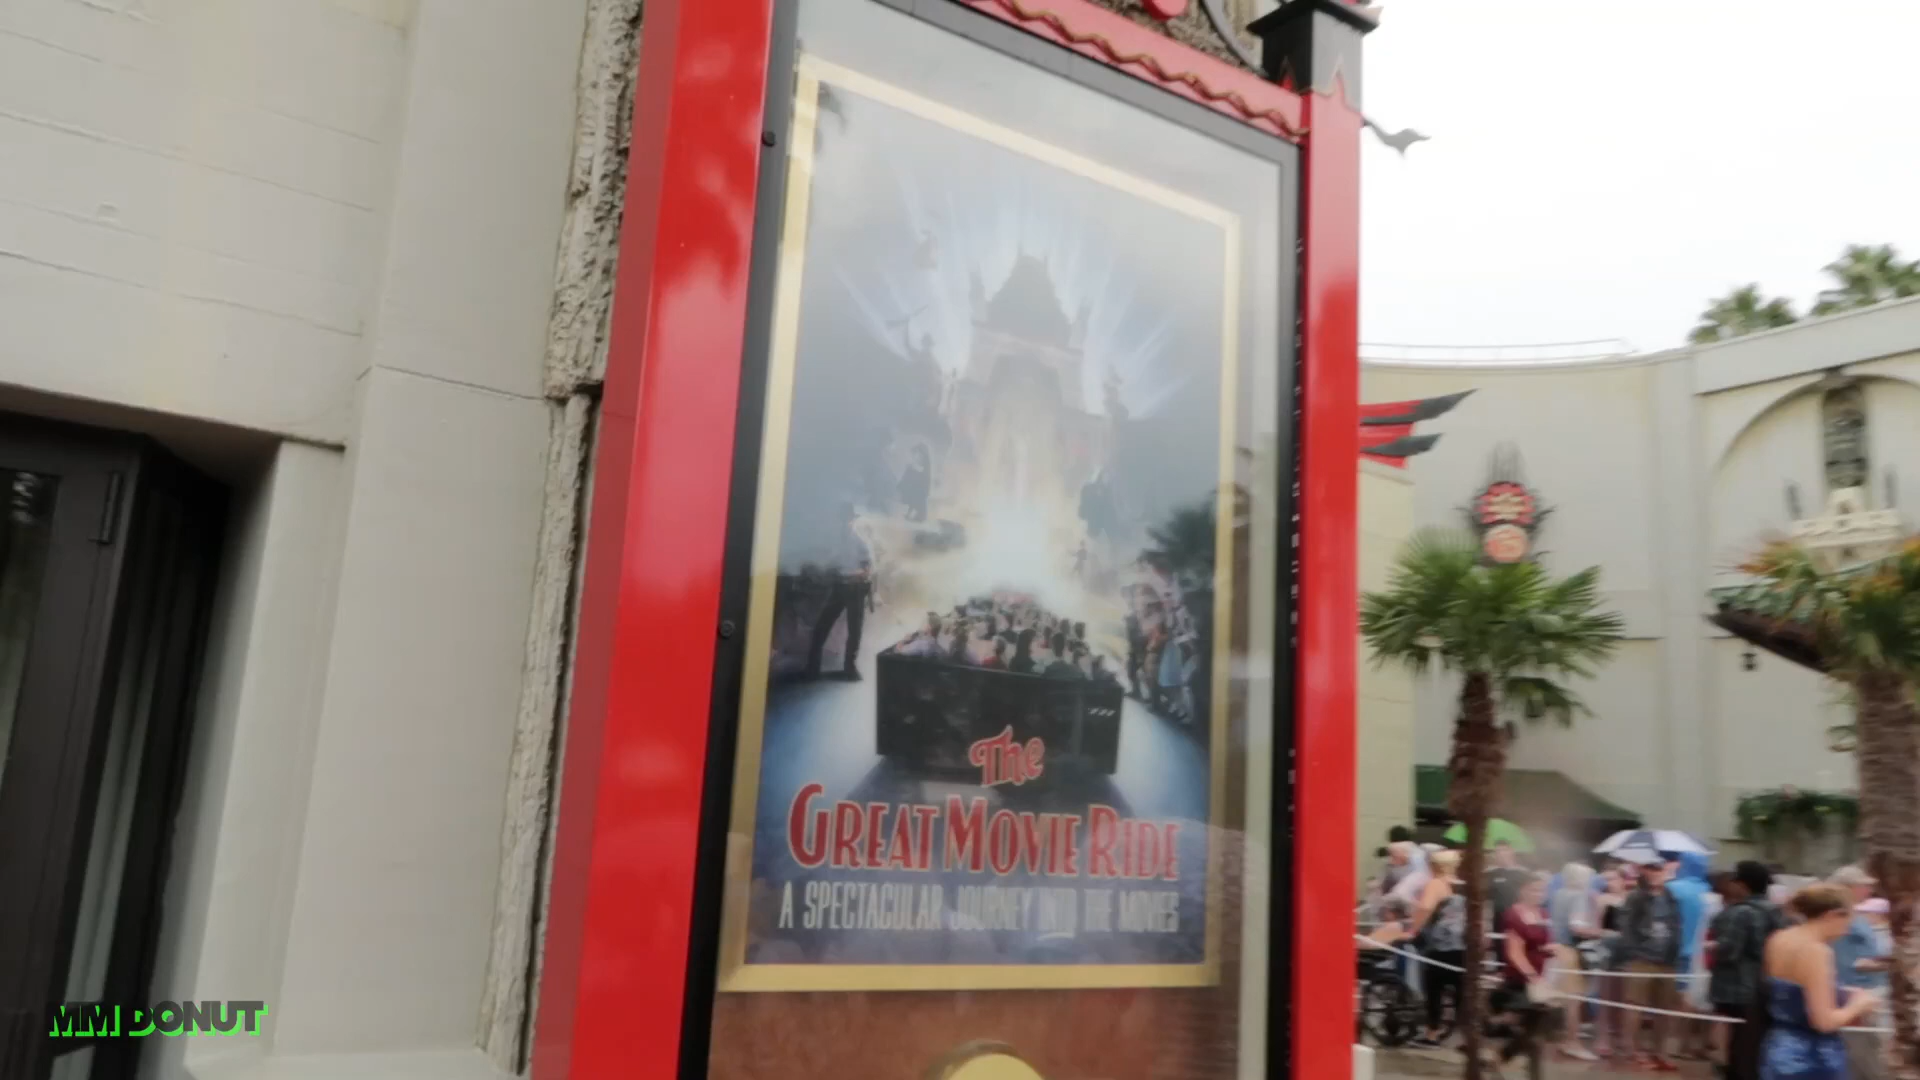 The
GREAT MOVIE RIDE
A SPECTACULAR JOURNEY INTO THE MOVIES
MM DONUT